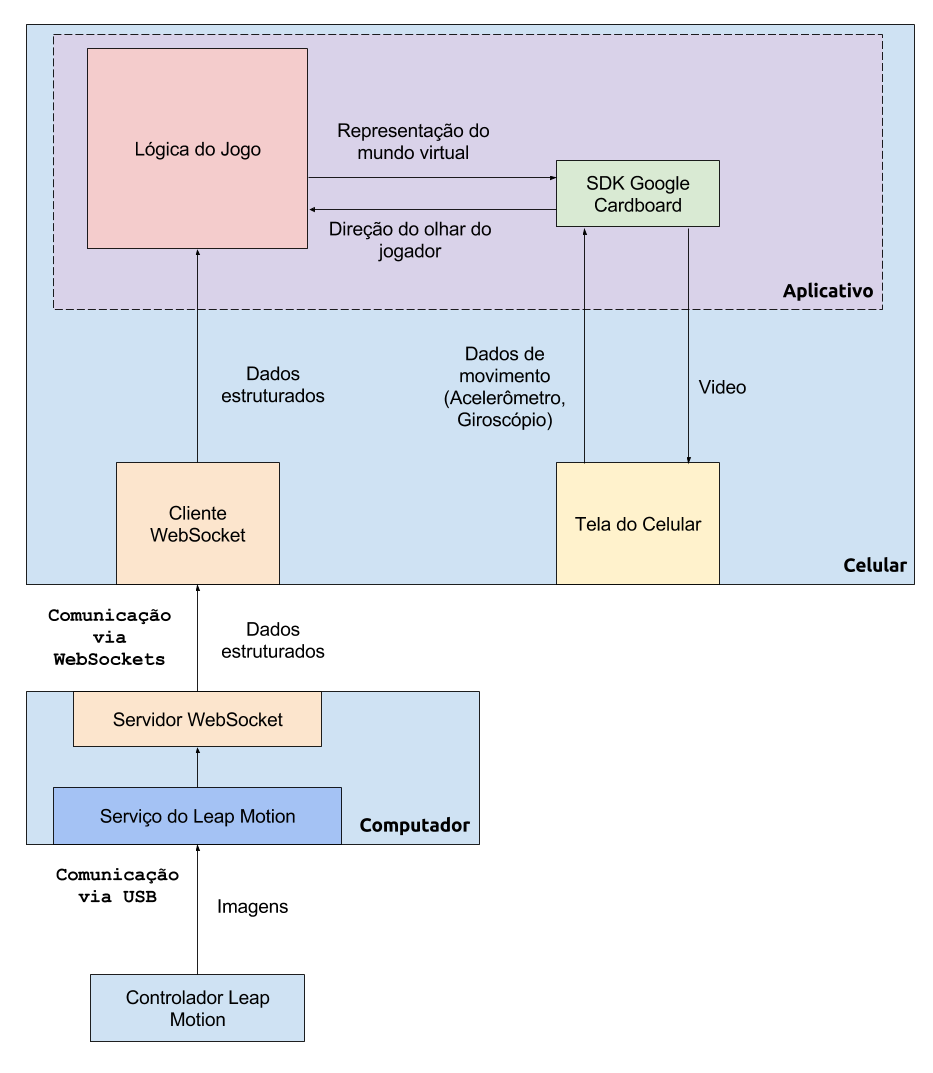 Lógica do Jogo
Representação do
mundo virtual
SDK Google
Cardboard
Direção do olhar do
jogador
Aplicativo
Dados
estruturados
Dados de
movimento
(Acelerômetro,
Giroscópio)
Video
Cliente
WebSocket
Tela do Celular
Celular
Comunicação
via
WebSockets
Dados
estruturados
Servidor WebSocket
Serviço do Leap Motion
Computador
Comunicação
via USB
Imagens
Controlador Leap
Motion